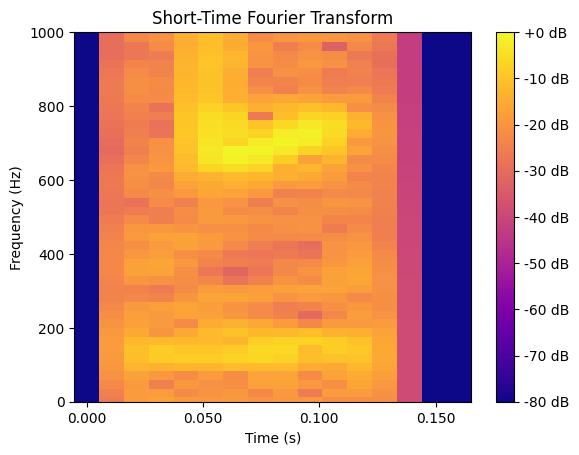 Short-Time Fourier Transform
1000
800
600
400
200
0
Frequency (Hz)
0.000
0.050
0.100
0.150
Time (s)
+0 dB
-10 dB
-20 dB
-30 dB
-40 dB
-50 dB
-60 dB
-70 dB
-80 dB